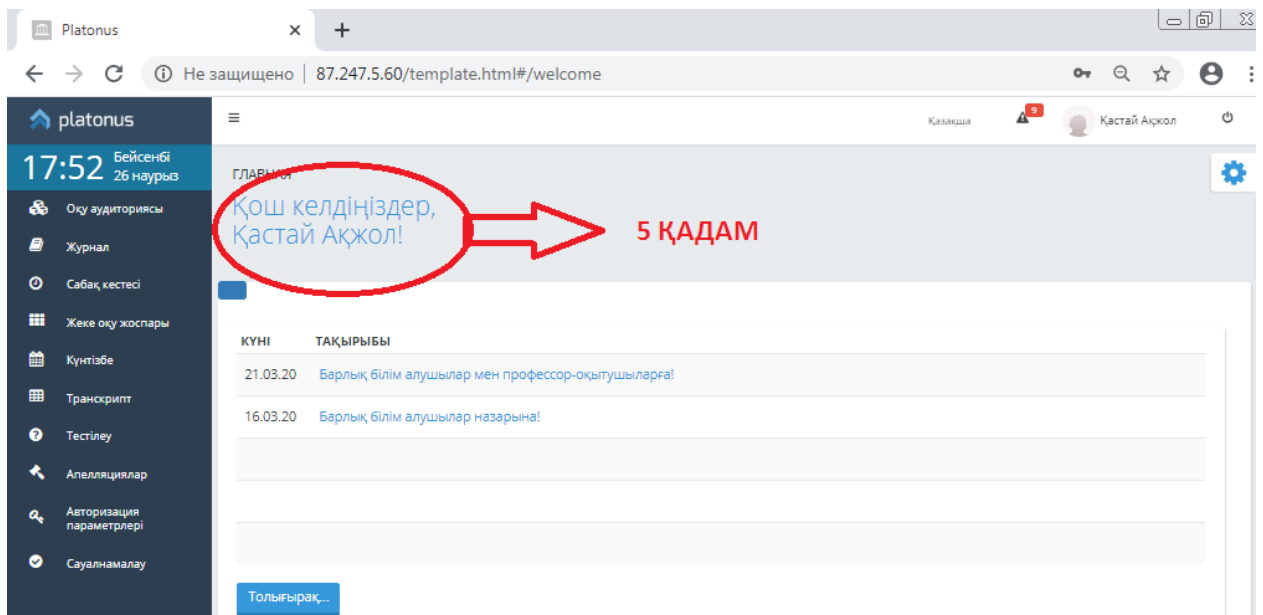 Platonus
Не защищено
87.247.5.60/template.html#/welcome
platonus
Қазақша
9
Қастай Ақжол
17:52
Бейсенбі
26 наурыз
ГЛАВНАЯ
Қош келдіңіздер,
Қастай Ақжол!
5 ҚАДАМ
Оқу аудиториясы
Журнал
Сабақ кестесі
Жеке оқу жоспары
Күнтізбе
Транскрипт
Тестілеу
Апелляциялар
Авторизация
параметрлері
Сауалнамалау
КҮНІ ТАҚЫРЫБЫ
21.03.20 Барлық білім алушылар мен профессор-оқытушыларға!
16.03.20 Барлық білім алушылар назарына!
Толығырақ...